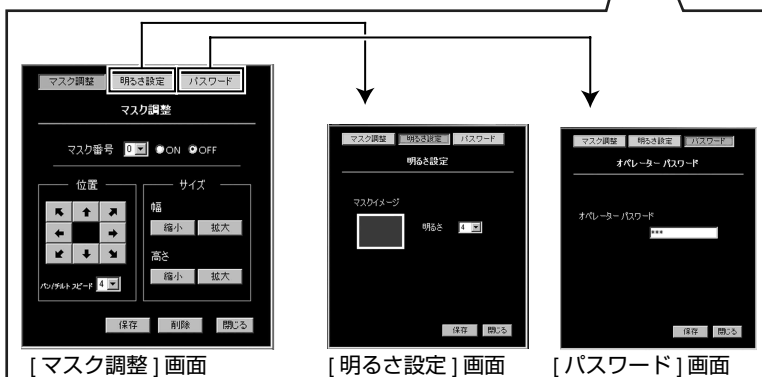 マスク調整 明るさ設定 パスワード
マスク調整
マスク番号 0 ON OFF
位置
パン/チルトスピード 4
サイズ
幅
縮小 拡大
高さ
縮小 拡大
保存 削除 閉じる
[マスク調整]画面
マスク調整 明るさ設定 パスワード
明るさ設定
マスクイメージ
明るさ 4
保存 閉じる
[明るさ設定]画面
マスク調整 明るさ設定 パスワード
オペレーター パスワード
オペレーター パスワード
***
保存 閉じる
[パスワード]画面